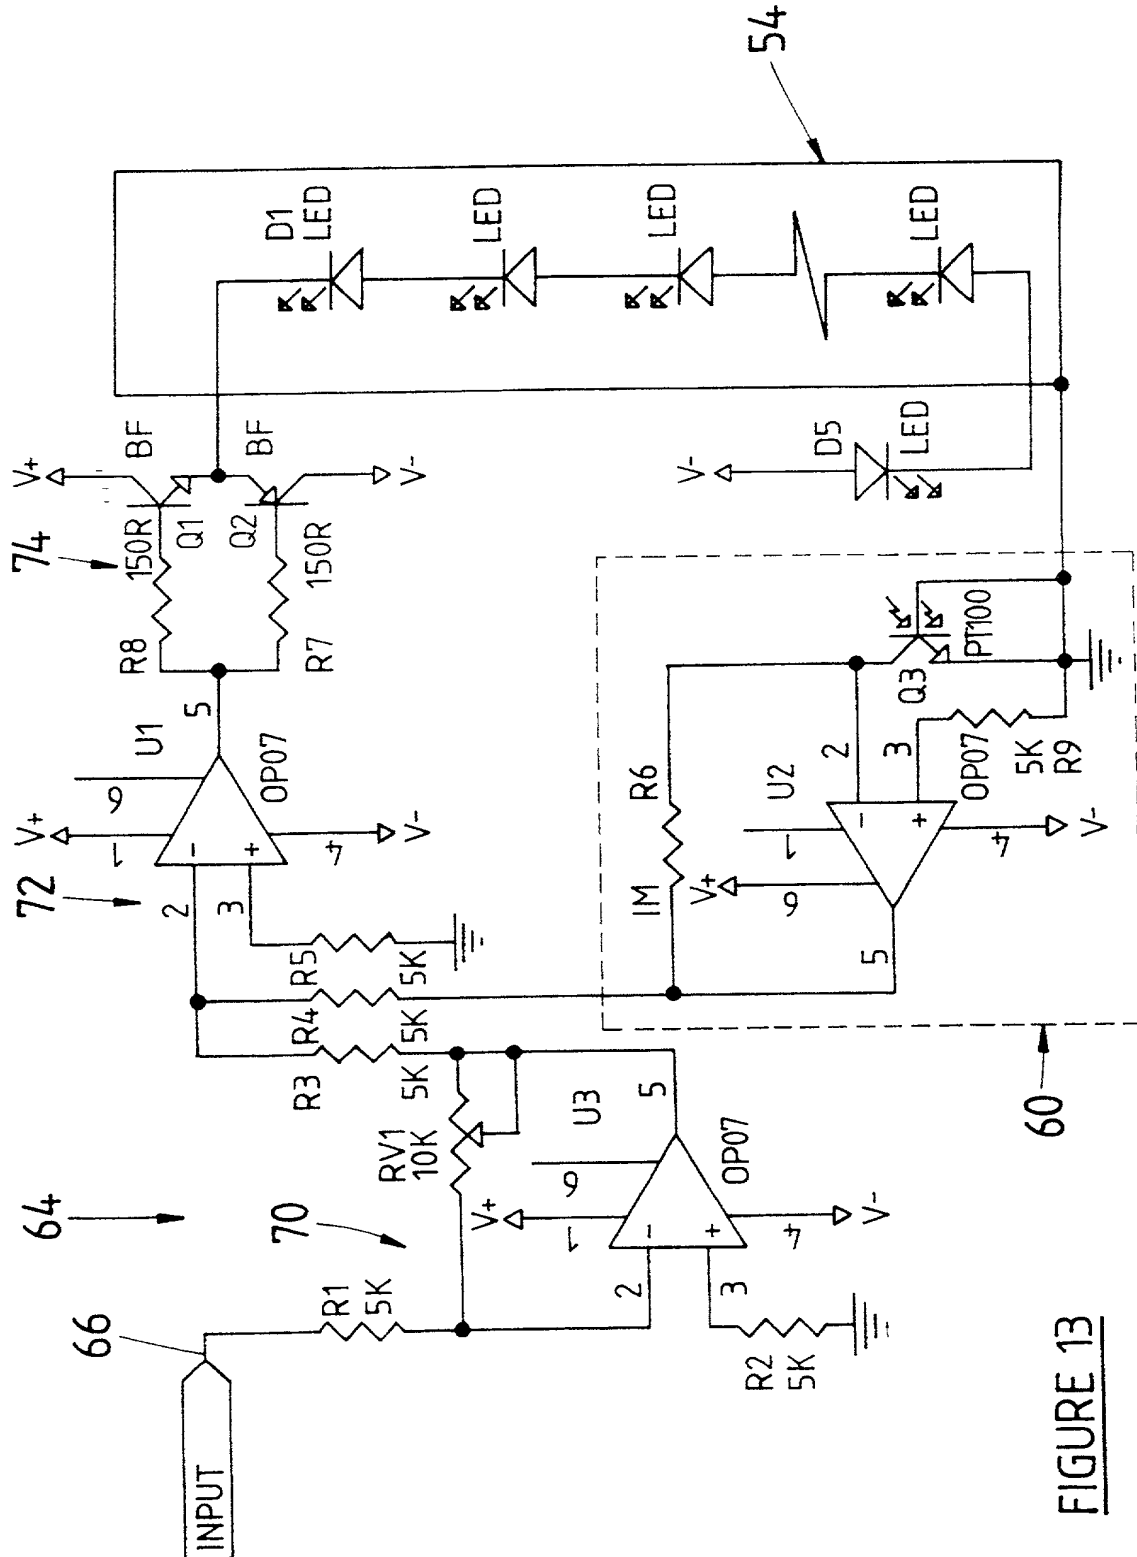 INPUT
66
64
R1
5K
70
2
3
R2
5K
V+
1
6
U3
5
OP07
4
V-
RV1
10K
R3
5K
R4
5K
R5
5K
72
2
3
V+
1
6
U1
5
OP07
4
V-
74
R8
150R
R7
150R
V+
Q1
BF
Q2
BF
V-
D1
LED
LED
LED
LED
54
V-
D5
LED
60
R6
1M
V+
6
1
U2
2
3
5
OP07
4
V-
5K
R9
Q3
PT100
FIGURE 13